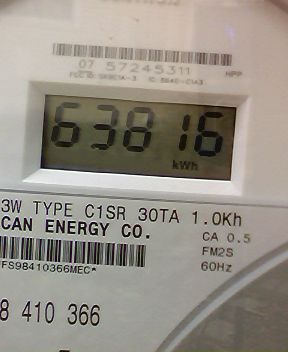 07 57245311 HPP
63816
kWh
3W TYPE C1SR 30TA 1.0Kh
CAN ENERGY CO.
CA 0.5
FM2S
60Hz
FS98410366MEC*
8 410 366